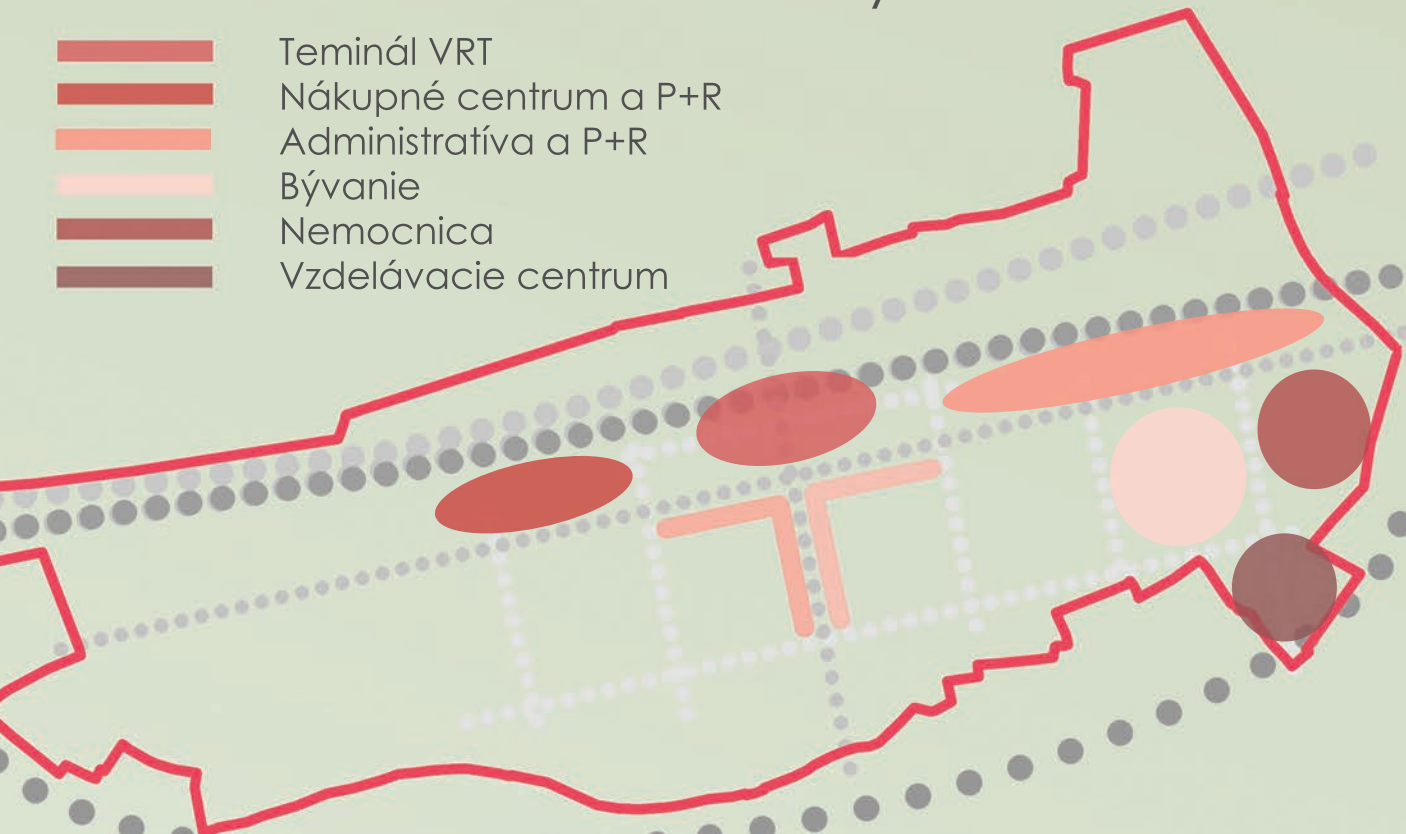 Teminál VRT
Nákupné centrum a P+R
Administratíva a P+R
Bývanie
Nemocnica
Vzdelávacie centrum